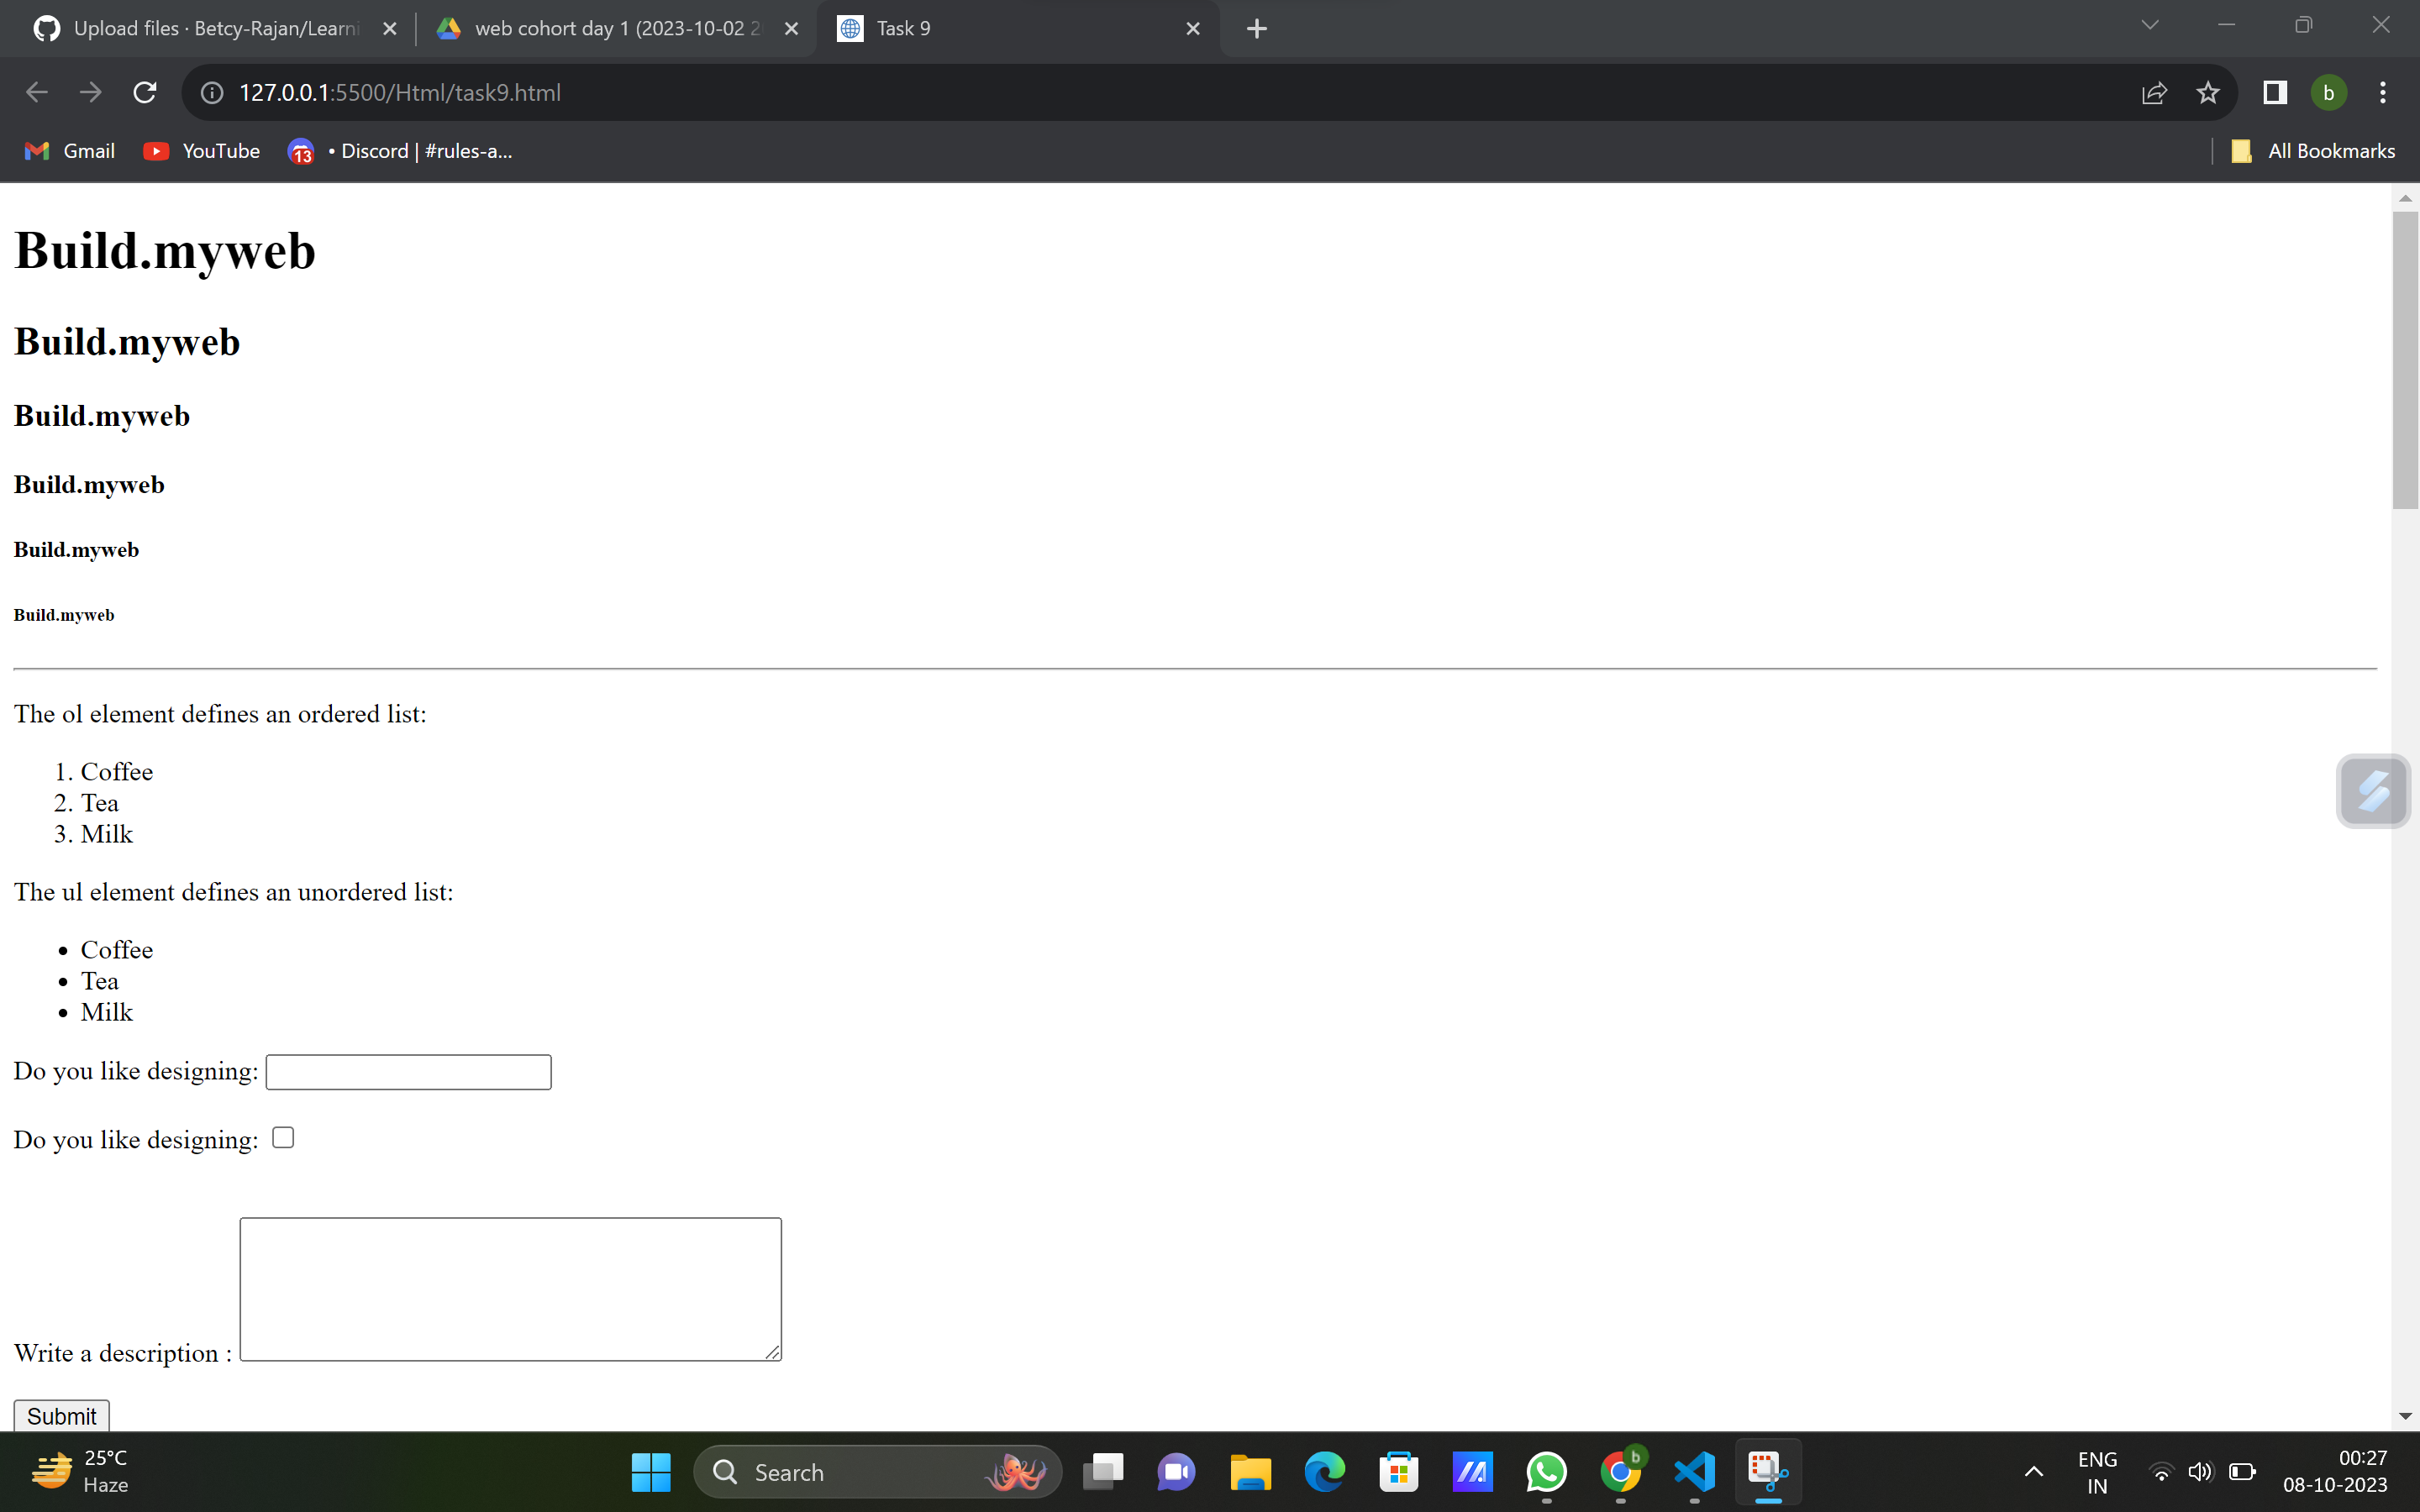 Upload files · Betcy-Rajan/Learni
web cohort day 1 (2023-10-02 2
Task 9
127.0.0.1:5500/Html/task9.html
b
Gmail
YouTube
13
• Discord | #rules-a...
All Bookmarks
Build.myweb
Build.myweb
Build.myweb
Build.myweb
Build.myweb
Build.myweb
The ol element defines an ordered list:
1. Coffee
2. Tea
3. Milk
The ul element defines an unordered list:
• Coffee
• Tea
• Milk
Do you like designing:
Do you like designing:
Write a description :
Submit
25°C
Haze
Search
b
ENG
IN
00:27
08-10-2023